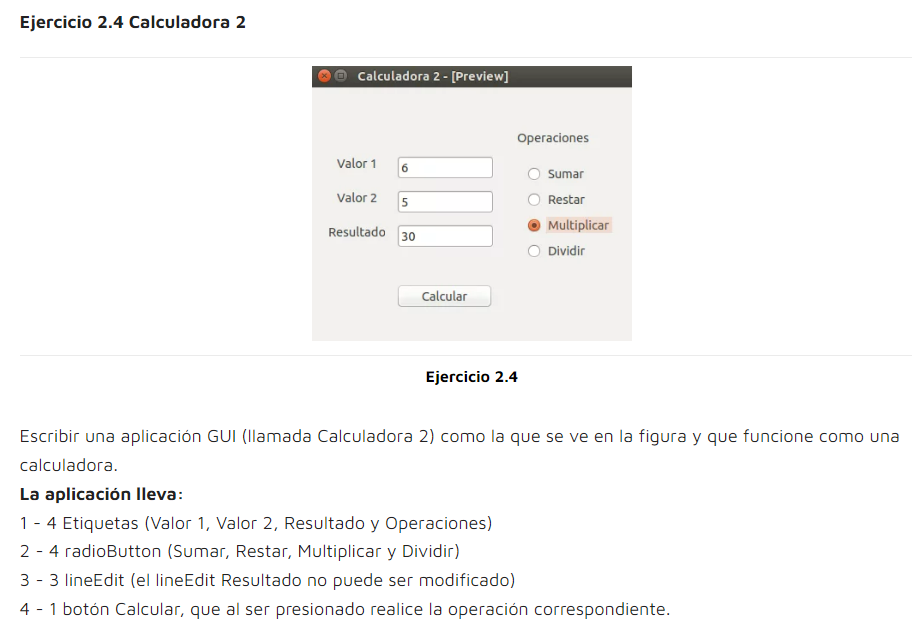 Ejercicio 2.4 Calculadora 2
Calculadora 2 - [Preview]
Operaciones
Valor 1
6
Sumar
Valor 2
5
Restar
Resultado
30
Multiplicar
Dividir
Calcular
Ejercicio 2.4
Escribir una aplicación GUI (llamada Calculadora 2) como la que se ve en la figura y que funcione como una
calculadora.
La aplicación lleva:
1 - 4 Etiquetas (Valor 1, Valor 2, Resultado y Operaciones)
2 - 4 radioButton (Sumar, Restar, Multiplicar y Dividir)
3 - 3 lineEdit (el lineEdit Resultado no puede ser modificado)
4 - 1 botón Calcular, que al ser presionado realice la operación correspondiente.